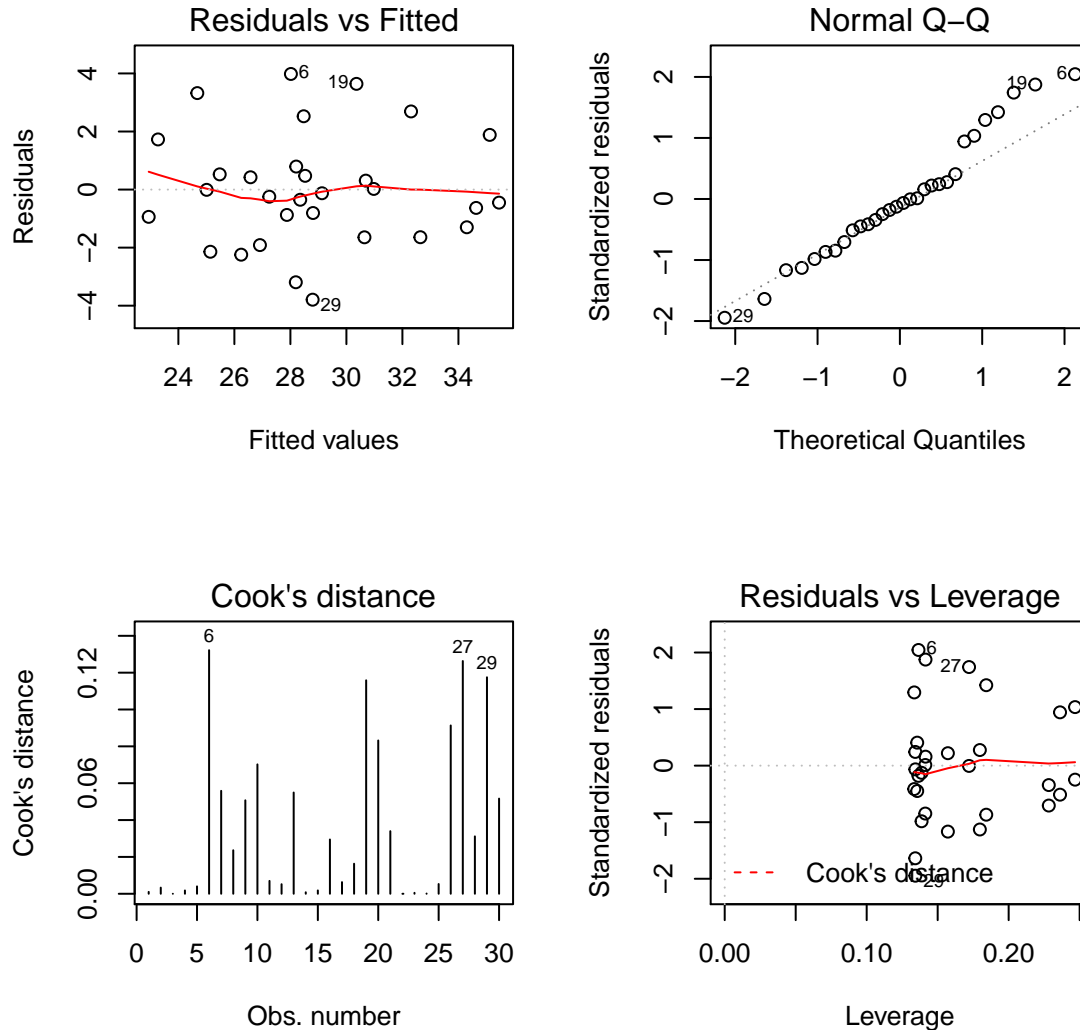 Residuals vs Fitted
Residuals
4
2
0
−2
−4
6
19
29
24 26 28 30 32 34
Fitted values
Normal Q−Q
Standardized residuals
2
1
0
−1
−2
19
6
29
−2 −1 0 1 2
Theoretical Quantiles
Cook's distance
Cook's distance
0.12
0.06
0.00
6
27
29
0 5 10 15 20 25 30
Obs. number
Residuals vs Leverage
Standardized residuals
2
1
0
−1
−2
6
27
Cook's distance
29
0.00 0.10 0.20
Leverage